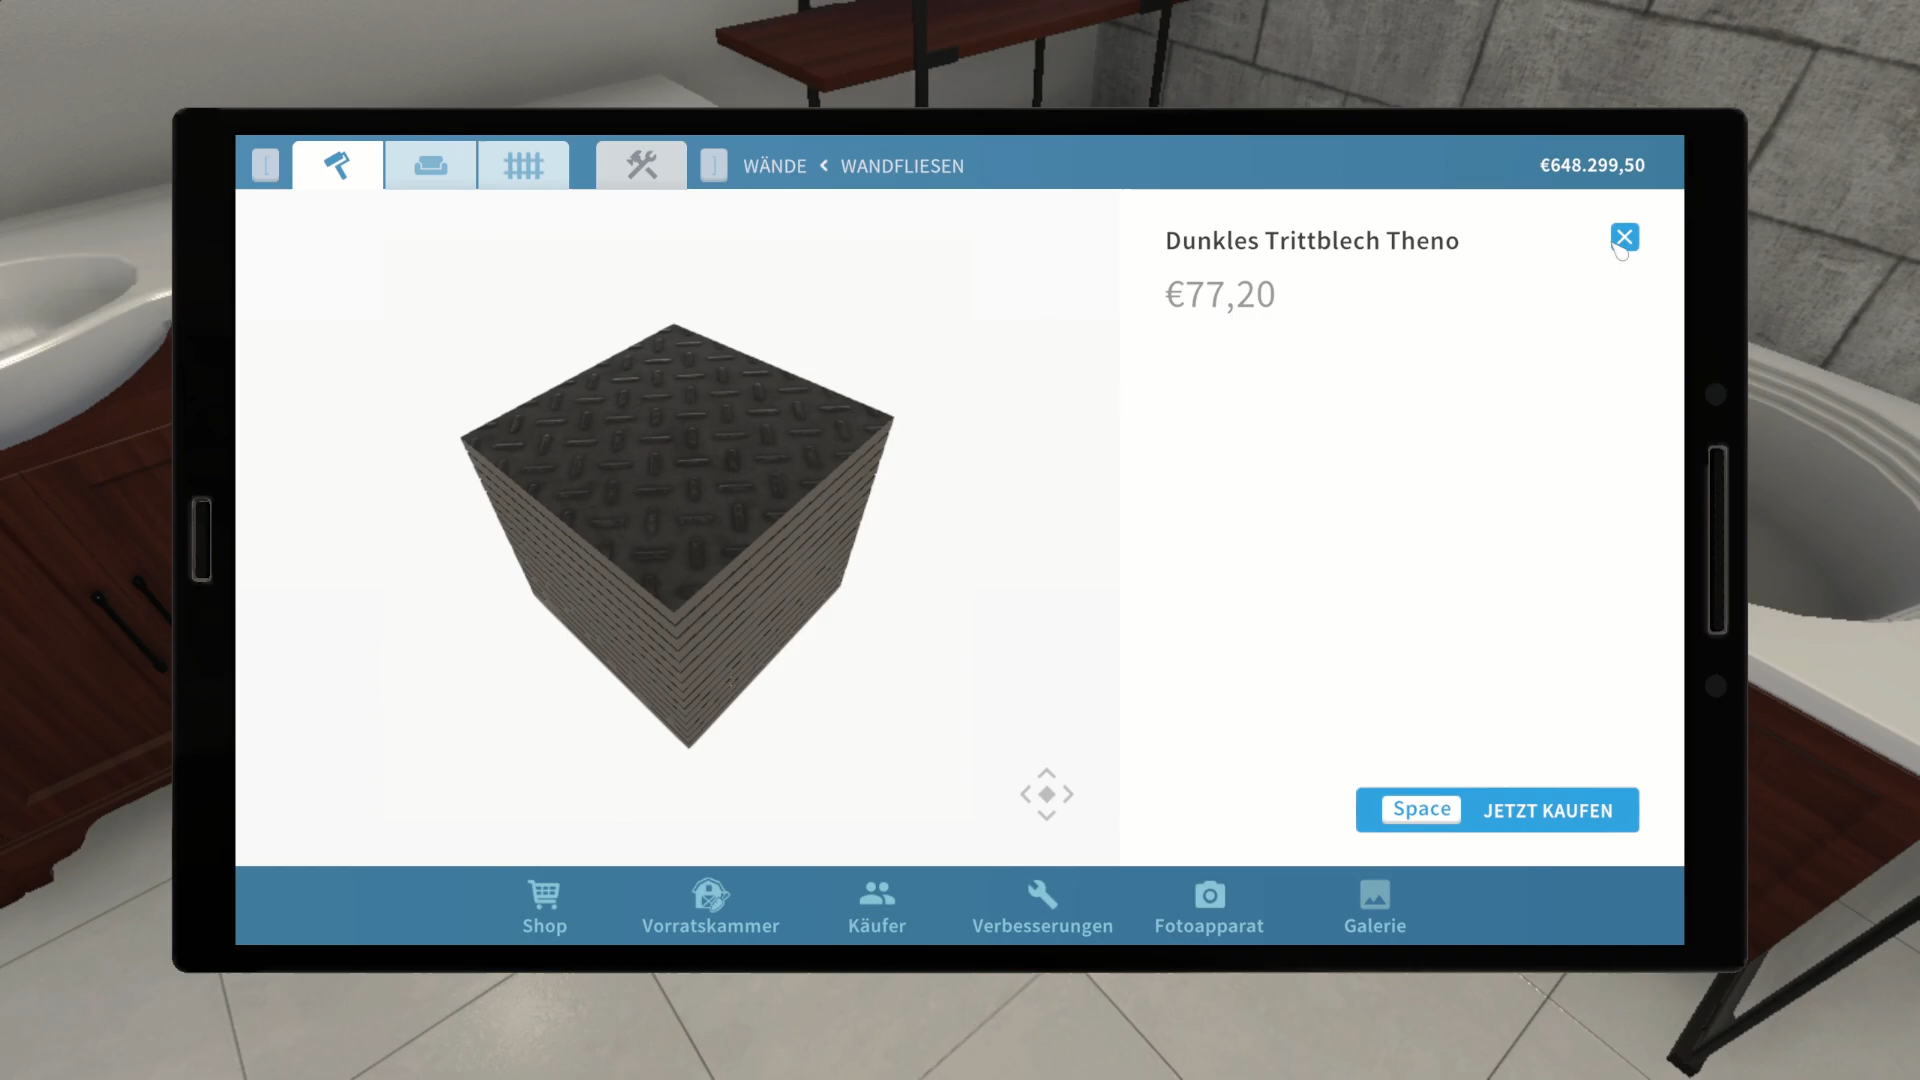 [
]
WÄNDE < WANDFLIESEN
€648.299,50
Dunkles Trittblech Theno
€77,20
Space JETZT KAUFEN
Shop
Vorratskammer
Käufer
Verbesserungen
Fotoapparat
Galerie